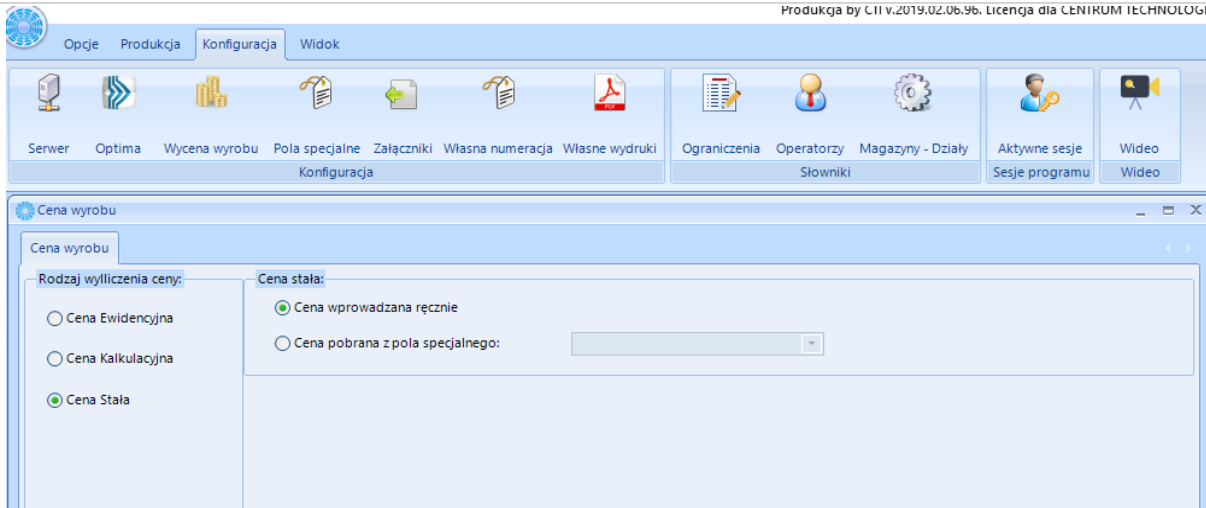 Produkcja by CTI v.2019.02.06.96. Licencja dla CENTRUM TECHNOLOGI
Opcje Produkcja Konfiguracja Widok
Serwer Optima Wycena wyrobu Pola specjalne Załączniki Własna numeracja Własne wydruki Ograniczenia Operatorzy Magazyny - Działy Aktywne sesje Wideo
Konfiguracja Słowniki Sesje programu Wideo
Cena wyrobu
Cena wyrobu
Rodzaj wylliczenia ceny: Cena stała:
Cena Ewidencyjna Cena wprowadzana ręcznie
Cena Kalkulacyjna Cena pobrana z pola specjalnego:
Cena Stała